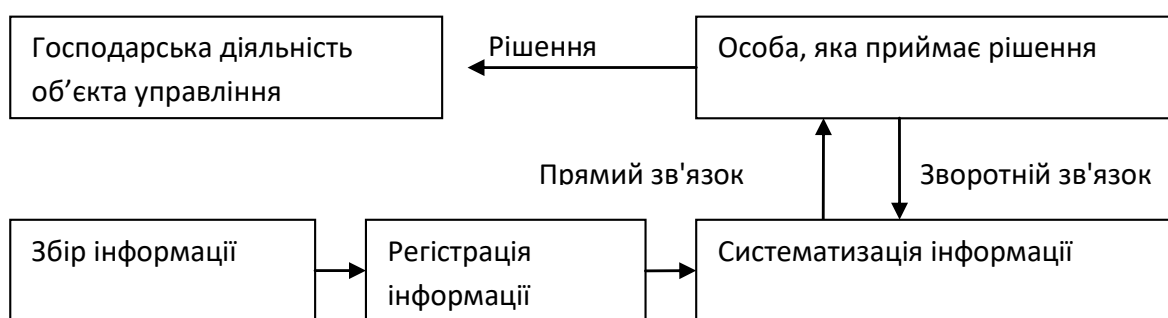 Господарська діяльність
об’єкта управління
Рішення
Особа, яка приймає рішення
Прямий зв'язок
Зворотній зв'язок
Збір інформації
Регістрація
інформації
Систематизація інформації